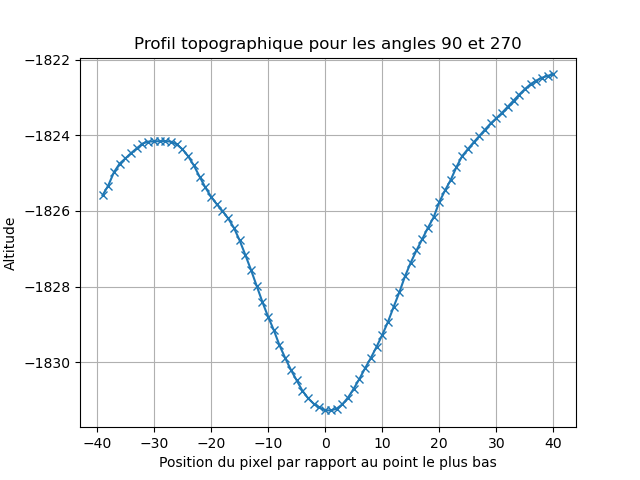 Profil topographique pour les angles 90 et 270
−1822
−1824
−1826
−1828
−1830
Altitude
−40 −30 −20 −10 0 10 20 30 40
Position du pixel par rapport au point le plus bas